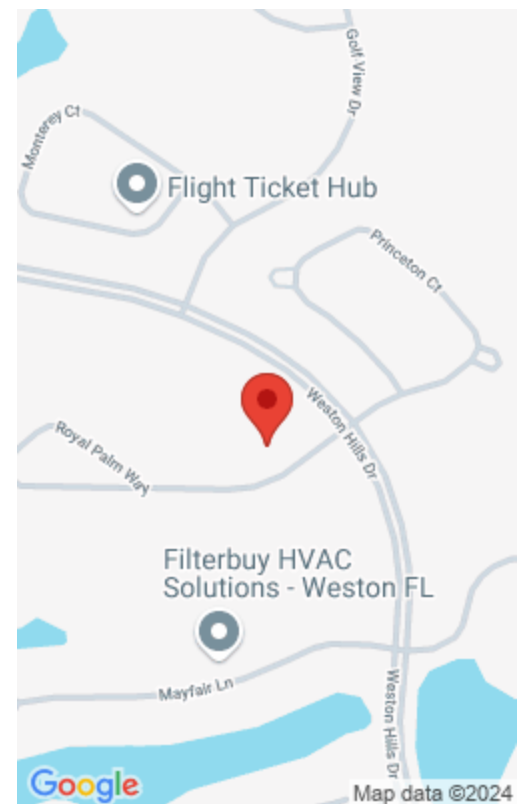 Golf View Dr
Monterey Ct
Flight Ticket Hub
Princeton Ct
Weston Hills Dr
Royal Palm Way
Filterbuy HVAC
Solutions - Weston FL
Mayfair Ln
Weston Hills Dr
Google
Map data ©2024